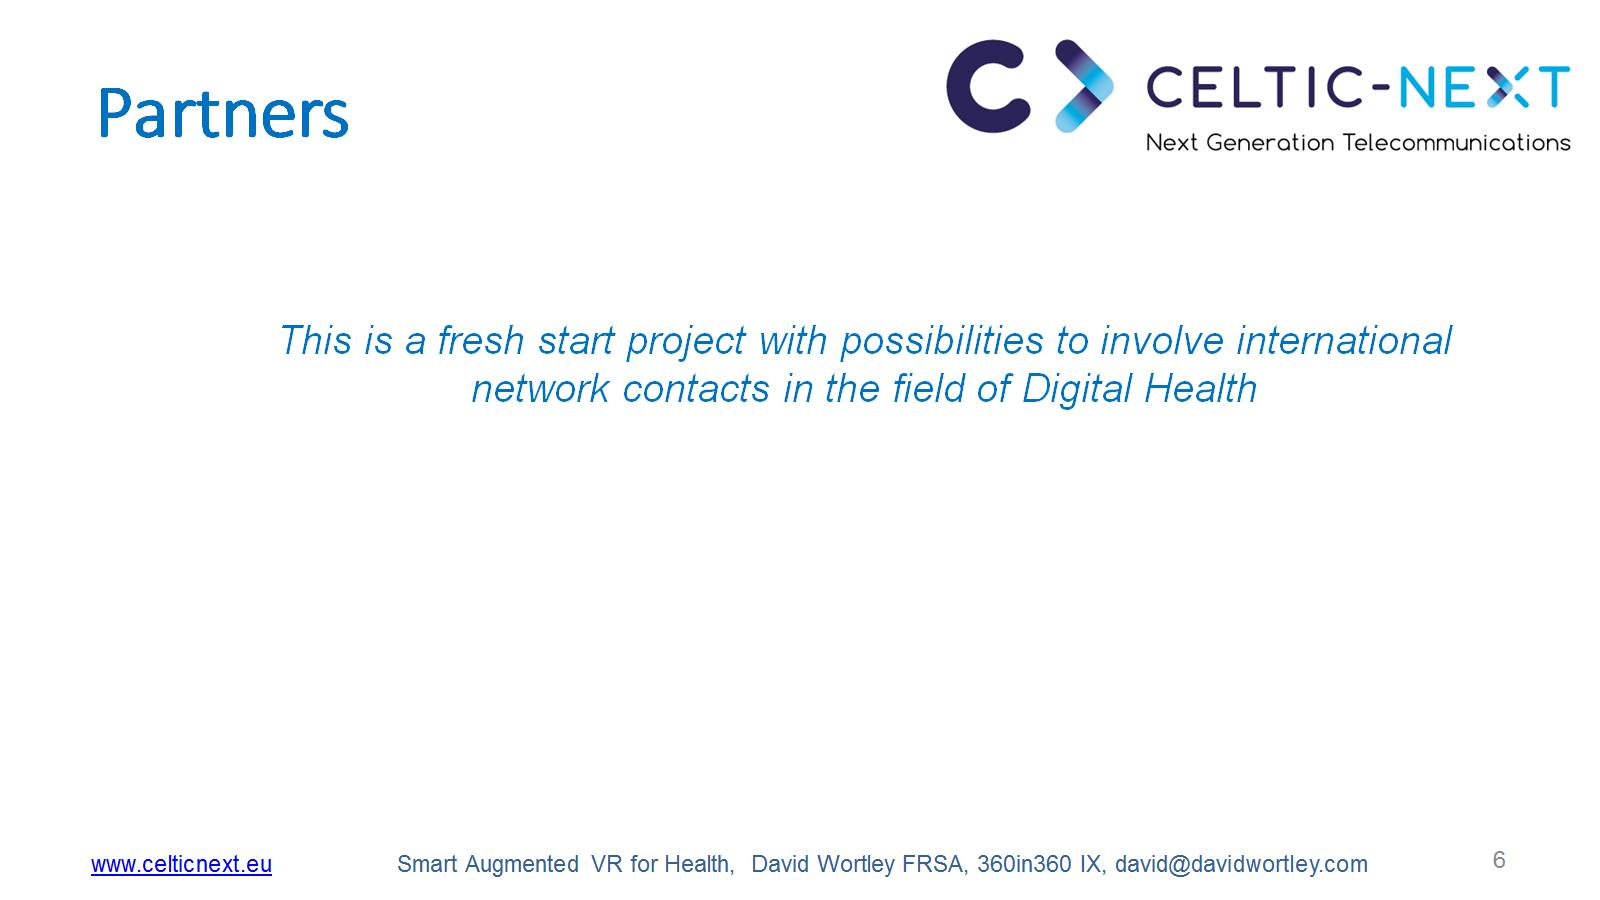 Partners
CELTIC-NEXT
Next Generation Telecommunications
This is a fresh start project with possibilities to involve international
network contacts in the field of Digital Health
www.celticnext.eu
Smart Augmented VR for Health, David Wortley FRSA, 360in360 IX, david@davidwortley.com
6